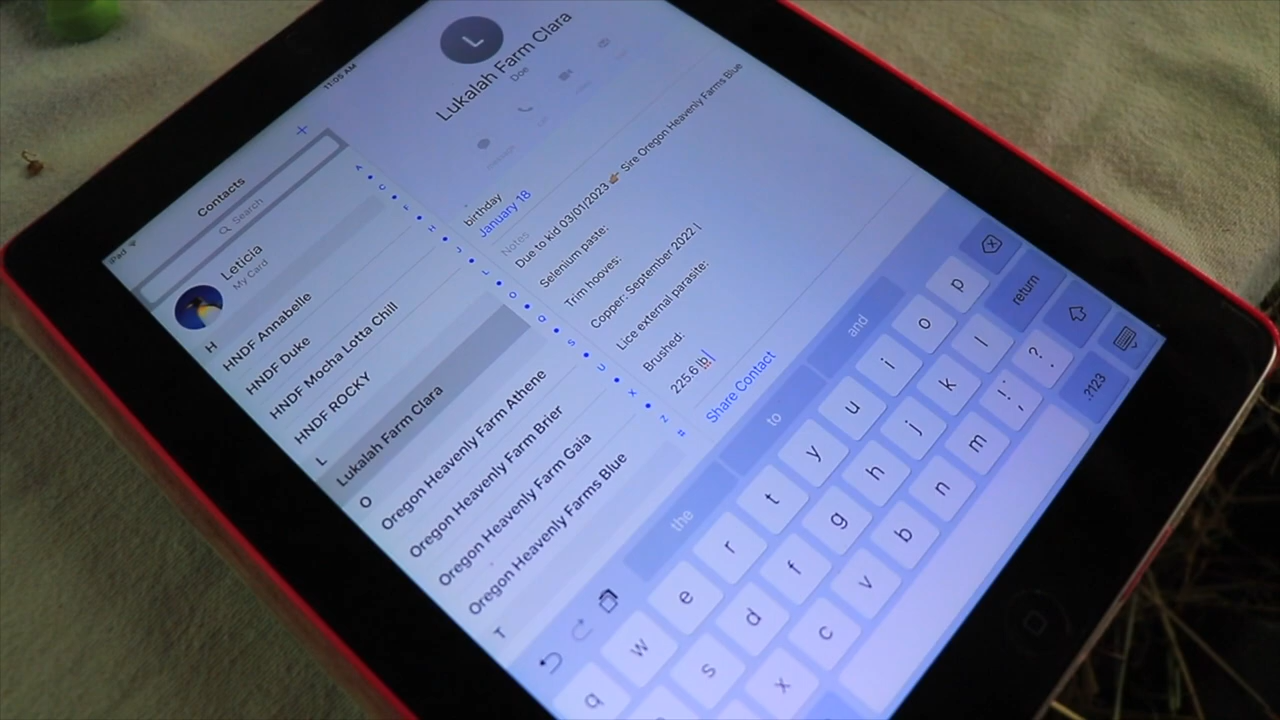 iPad
11:05 AM
Contacts
+
Search
Leticia
My Card
H
HNDF Annabelle
HNDF Duke
HNDF Mocha Lotta Chill
HNDF ROCKY
L
Lukalah Farm Clara
O
Oregon Heavenly Farm Athene
Oregon Heavenly Farm Brier
Oregon Heavenly Farm Gaia
Oregon Heavenly Farms Blue
T
A
C
H
J
L
O
Q
S
U
X
Z
#
L
Lukalah Farm Clara
Doe
message
birthday
January 18
Notes
Due to kid 03/01/2023 👉 Sire Oregon Heavenly Farms Blue
Selenium paste:
Trim hooves:
Copper: September 2022\
Lice external parasite:
Brushed:
225.6 lb
Share Contact
the
to
and
q w e r t y u i o p
s d f g h j k l return
x c v b n m ! , ? .
.?123